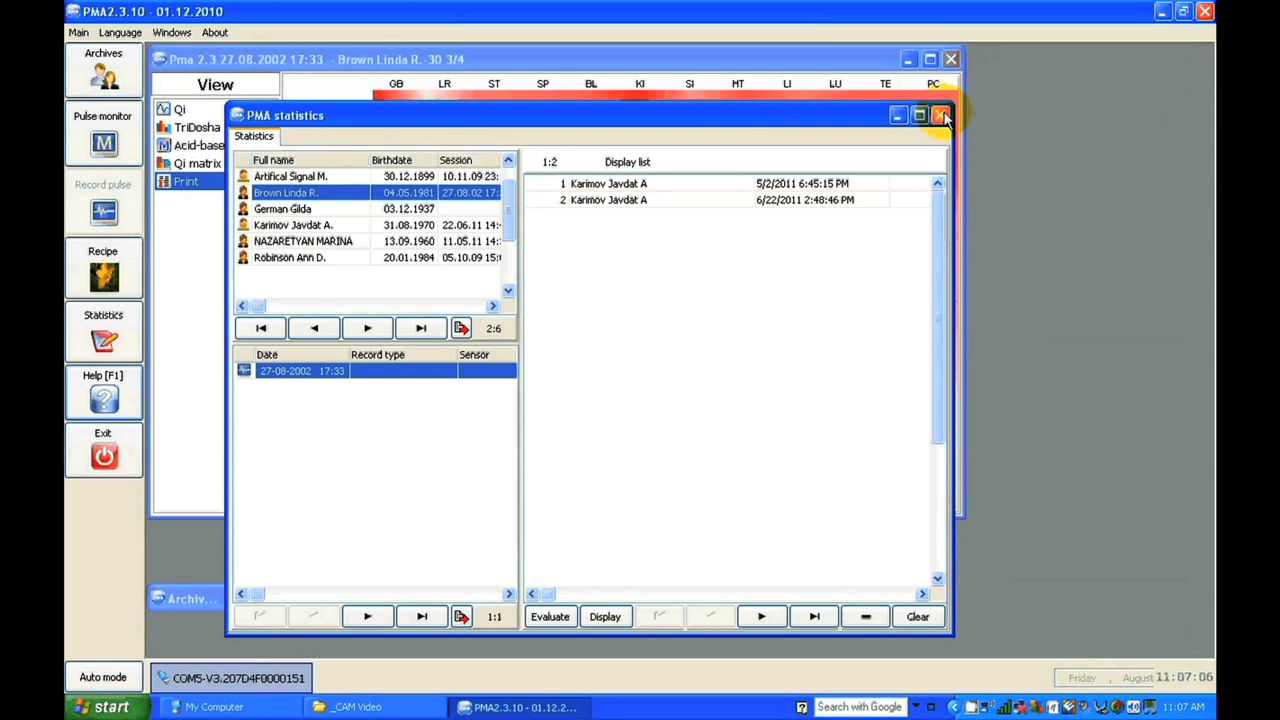 PMA2.3.10 - 01.12.2010
Main Language Windows About
Archives
Pulse monitor
Record pulse
Recipe
Statistics
Help [F1]
Exit
Pma 2.3 27.08.2002 17:33 - Brown Linda R.-30 3/4
View
GB LR ST SP BL KI SI MT LI LU TE PC
Qi
TriDosha
Acid-base
Qi matrix
Print
PMA statistics
Statistics
Full name Birthdate Session
Artifical Signal M. 30.12.1899 10.11.09 23:
Brown Linda R. 04.05.1981 27.08.02 17:
German Gilda 03.12.1937
Karimov Javdat A. 31.08.1970 22.06.11 14:
NAZARETYAN MARINA 13.09.1960 11.05.11 14:
Robinson Ann D. 20.01.1984 05.10.09 15:
2:6
Date Record type Sensor
27-08-2002 17:33
1:1
1:2 Display list
1 Karimov Javdat A 5/2/2011 6:45:15 PM
2 Karimov Javdat A 6/22/2011 2:48:46 PM
Evaluate Display Clear
Archiv...
Auto mode
COM5-V3.207D4F0000151
Friday , August 11:07:06
start
My Computer
_CAM Video
PMA2.3.10 - 01.12.2...
Search with Google
11:07 AM